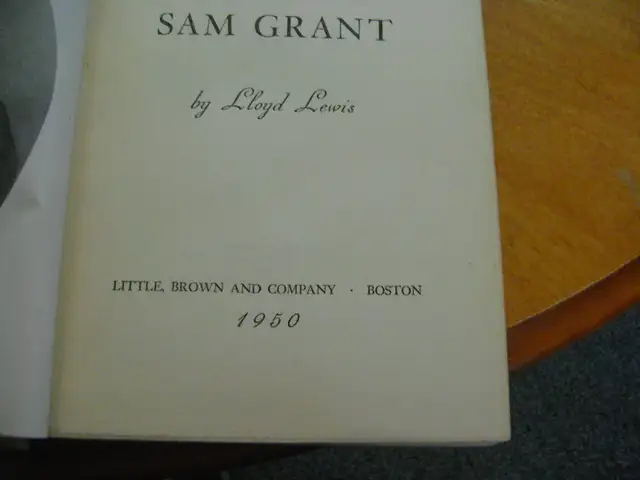 SAM GRANT
by Lloyd Lewis
LITTLE, BROWN AND COMPANY · BOSTON
1950